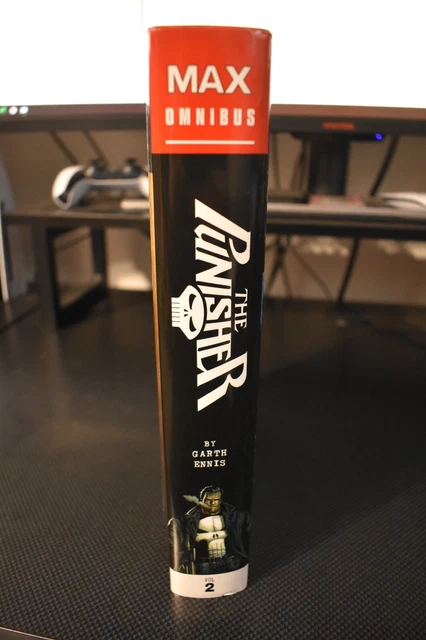 MAX
OMNIBUS
THE
PUNISHER
BY
GARTH
ENNIS
VOL.
2